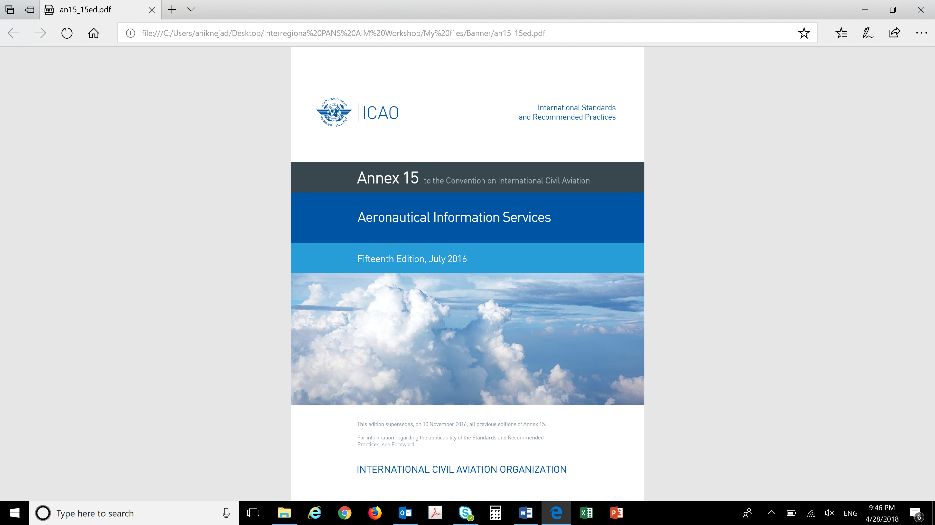 an15_15ed.pdf
file:///C:/Users/aniknejad/Desktop/Interregional%20PANS%20AIM%20Workshop/My%20files/Banner/an15_15ed.pdf
ICAO
International Standards
and Recommended Practices
Annex 15 to the Convention on International Civil Aviation
Aeronautical Information Services
Fifteenth Edition, July 2016
This edition supersedes, on 10 November 2016, all previous editions of Annex 15.
For information regarding the applicability of the Standards and Recommended
Practices, see Foreword.
INTERNATIONAL CIVIL AVIATION ORGANIZATION
Type here to search
ENG
9:46 PM
4/28/2018
6